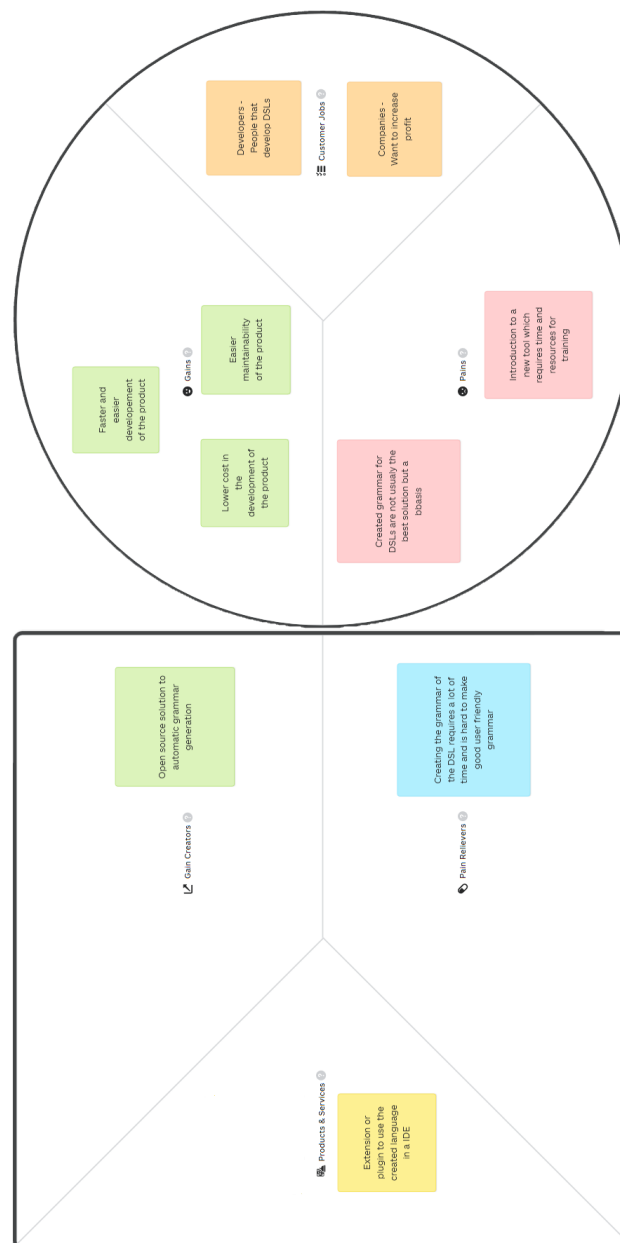 Gain Creators ?
Open source solution to
automatic grammar
generation
Products & Services ?
Extension or
plugin to use the
created language
in a IDE
Pain Relievers ?
Creating the grammar of
the DSL requires a lot of
time and is hard to make
good user friendly
grammar
Gains ?
Faster and
easier
developement
of the product
Lower cost in
the
development of
the product
Easier
maintainability
of the product
Customer Jobs ?
Developers -
People that
develop DSLs
Companies -
Want to increase
profit
Pains ?
Created grammar for
DSLs are not usualy the
best solution but a
bbasis
Introduction to a
new tool which
requires time and
resources for
training